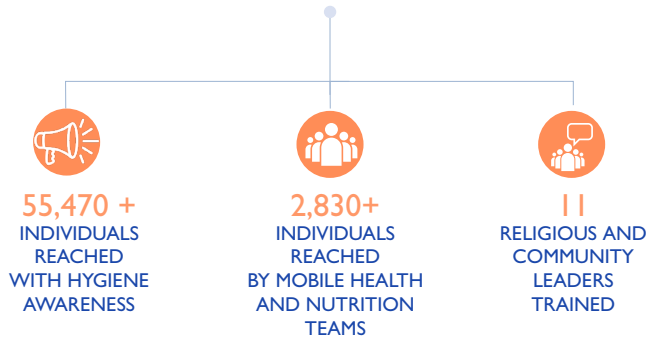 55,470 +
INDIVIDUALS
REACHED
WITH HYGIENE
AWARENESS
2,830+
INDIVIDUALS
REACHED
BY MOBILE HEALTH
AND NUTRITION
TEAMS
11
RELIGIOUS AND
COMMUNITY
LEADERS
TRAINED